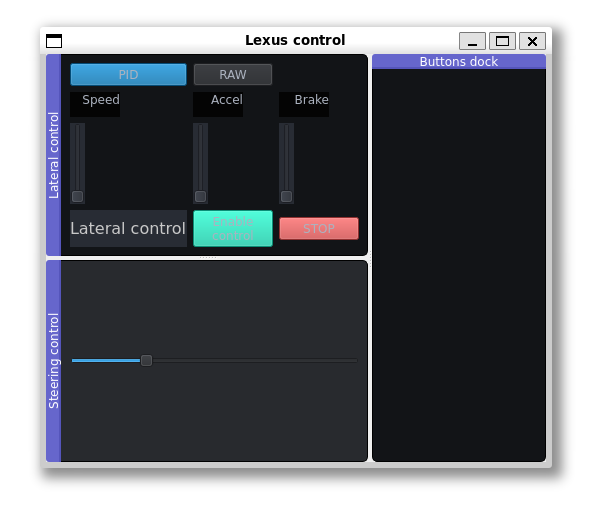 Lexus control
Lateral control
PID
RAW
Speed
Accel
Brake
Lateral control
Enable
control
STOP
Steering control
Buttons dock